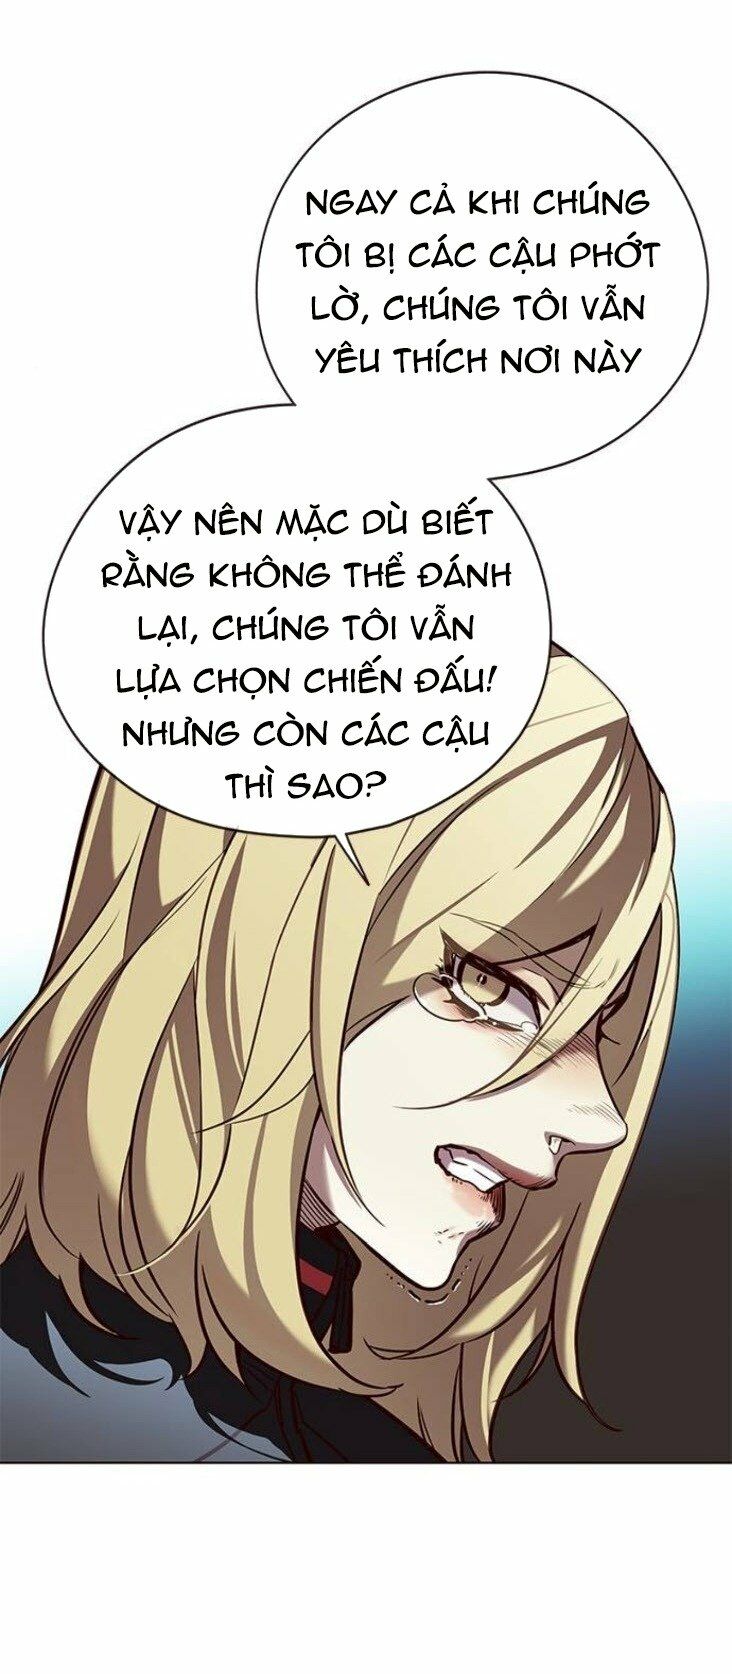 NGAY CẢ KHI CHÚNG
TÔI BỊ CÁC CẬU PHỚT
LỜ, CHÚNG TÔI VẪN
YÊU THÍCH NƠI NÀY
VẬY NÊN MẶC DÙ BIẾT
RẰNG KHÔNG THỂ ĐÁNH
LẠI, CHÚNG TÔI VẪN
LỰA CHỌN CHIẾN ĐẤU!
NHƯNG CÒN CÁC CẬU
THÌ SAO?